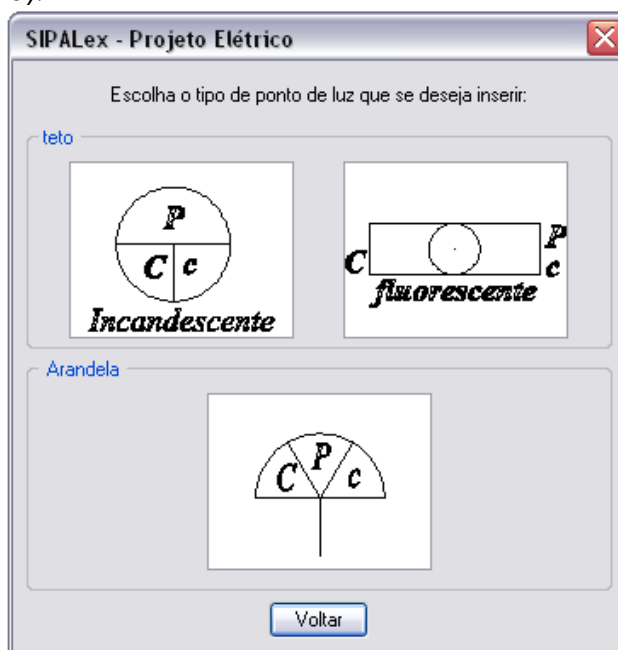 SIPALex - Projeto Elétrico
Escolha o tipo de ponto de luz que se deseja inserir:
teto
P
C c
Incandescente
C P
c
fluorescente
Arandela
C P c
Voltar